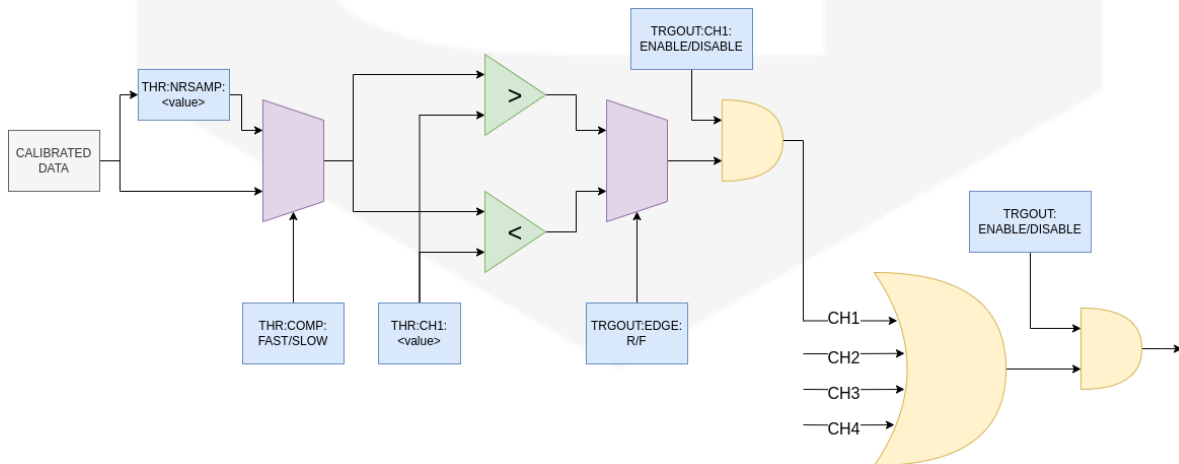 TRGOUT:CH1:
ENABLE/DISABLE
THR:NRSAMP:
<value>
>
CALIBRATED
DATA
<
TRGOUT:
ENABLE/DISABLE
THR:COMP:
FAST/SLOW
THR:CH1:
<value>
TRGOUT:EDGE:
R/F
CH1
CH2
CH3
CH4